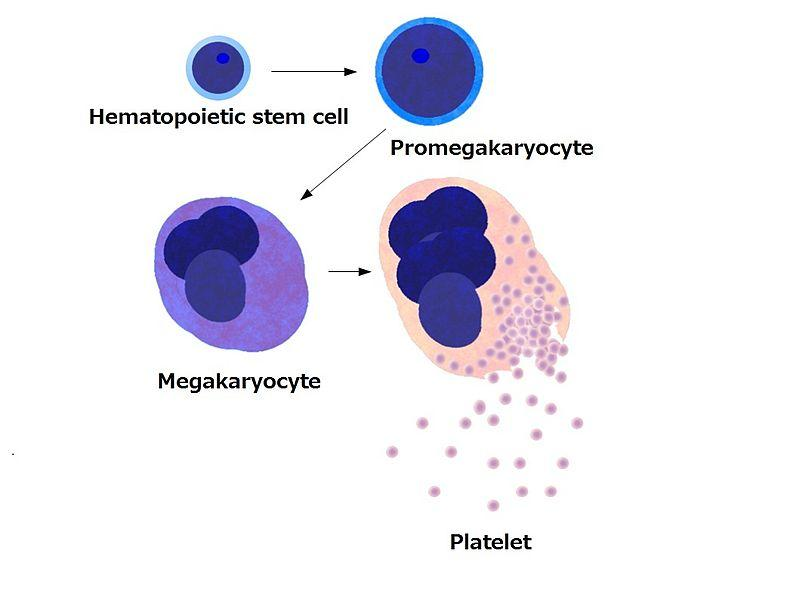 Hematopoietic stem cell
Promegakaryocyte
Megakaryocyte
Platelet